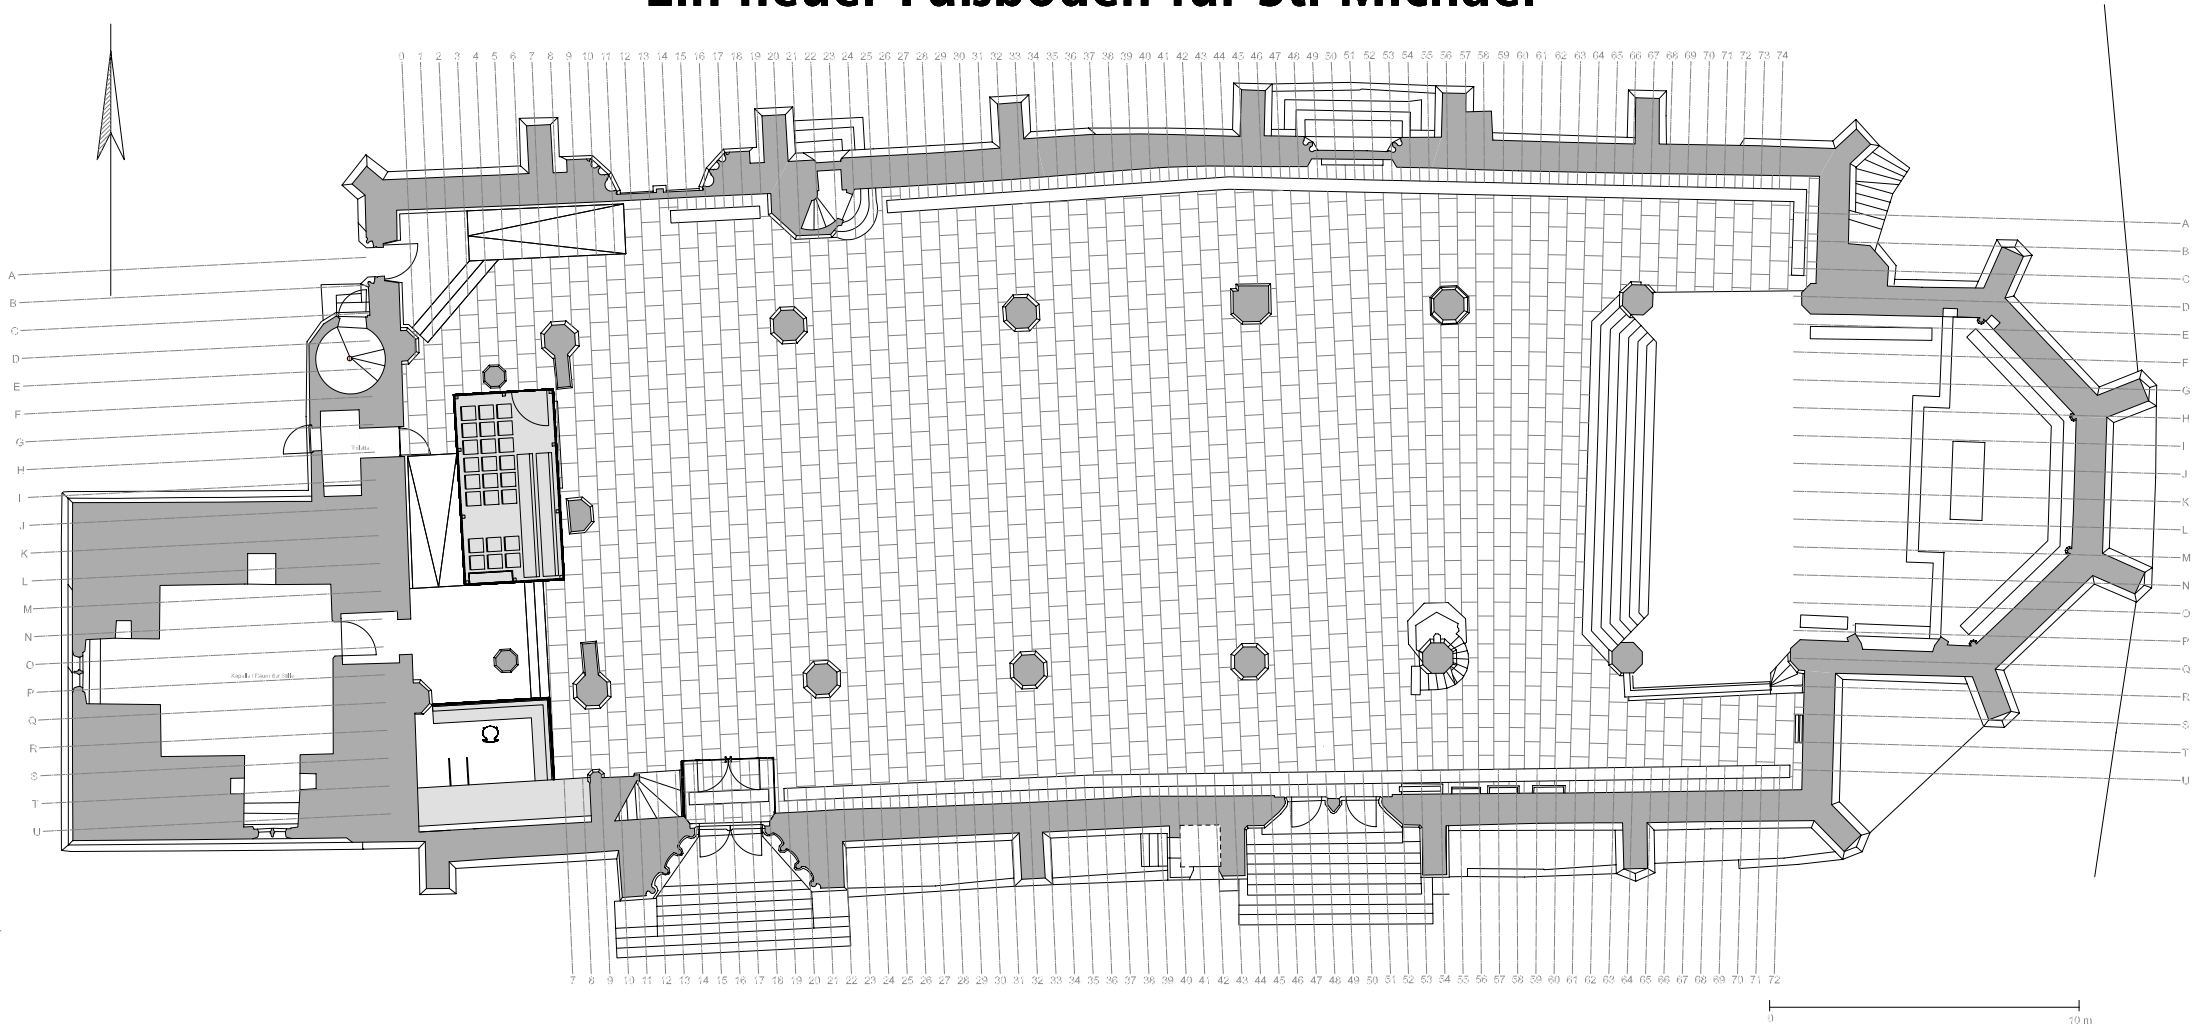 Ein neuer Fußboden für St. Michael
0 1 2 3 4 5 6 7 8 9 10 11 12 13 14 15 16 17 18 19 20 21 22 23 24 25 26 27 28 29 30 31 32 33 34 35 36 37 38 39 40 41 42 43 44 45 46 47 48 49 50 51 52 53 54 55 56 57 58 59 60 61 62 63 64 65 66 67 68 69 70 71 72 73 74
A
B
C
D
E
F
G
H
I
J
K
L
M
N
O
P
Q
R
S
T
U
Kapelle / Raum der Stille
A
B
C
D
E
F
G
H
I
J
K
L
M
N
O
P
Q
R
S
T
U
7 8 9 10 11 12 13 14 15 16 17 18 19 20 21 22 23 24 25 26 27 28 29 30 31 32 33 34 35 36 37 38 39 40 41 42 43 44 45 46 47 48 49 50 51 52 53 54 55 56 57 58 59 60 61 62 63 64 65 66 67 68 69 70 71 72
0 10 m